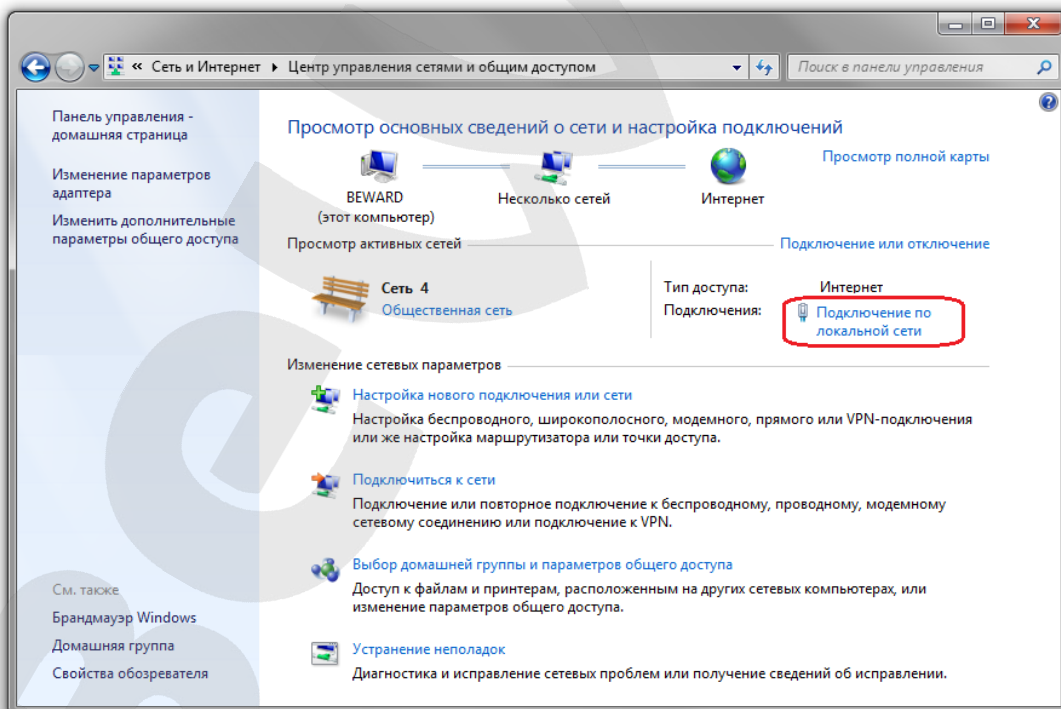 « Сеть и Интернет ▸ Центр управления сетями и общим доступом
Поиск в панели управления
Панель управления -
домашняя страница
Изменение параметров
адаптера
Изменить дополнительные
параметры общего доступа
См. также
Брандмауэр Windows
Домашняя группа
Свойства обозревателя
Просмотр основных сведений о сети и настройка подключений
Просмотр полной карты
BEWARD
(этот компьютер)
Несколько сетей
Интернет
Просмотр активных сетей
Подключение или отключение
Сеть 4
Общественная сеть
Тип доступа: Интернет
Подключения: Подключение по
локальной сети
Изменение сетевых параметров
Настройка нового подключения или сети
Настройка беспроводного, широкополосного, модемного, прямого или VPN-подключения
или же настройка маршрутизатора или точки доступа.
Подключиться к сети
Подключение или повторное подключение к беспроводному, проводному, модемному
сетевому соединению или подключение к VPN.
Выбор домашней группы и параметров общего доступа
Доступ к файлам и принтерам, расположенным на других сетевых компьютерах, или
изменение параметров общего доступа.
Устранение неполадок
Диагностика и исправление сетевых проблем или получение сведений об исправлении.